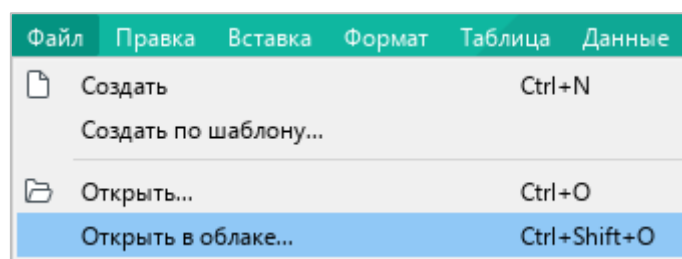 Файл Правка Вставка Формат Таблица Данные
Создать Ctrl+N
Создать по шаблону...
Открыть... Ctrl+O
Открыть в облаке... Ctrl+Shift+O